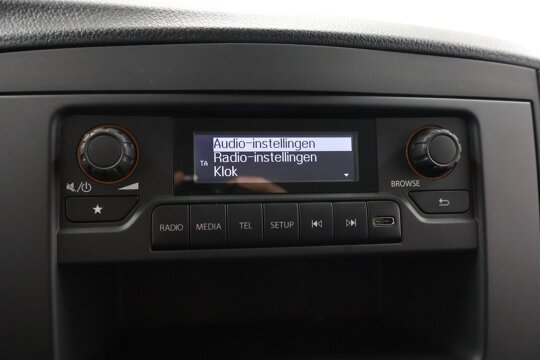 Audio-instellingen
TA Radio-instellingen
Klok
BROWSE
RADIO MEDIA TEL SETUP